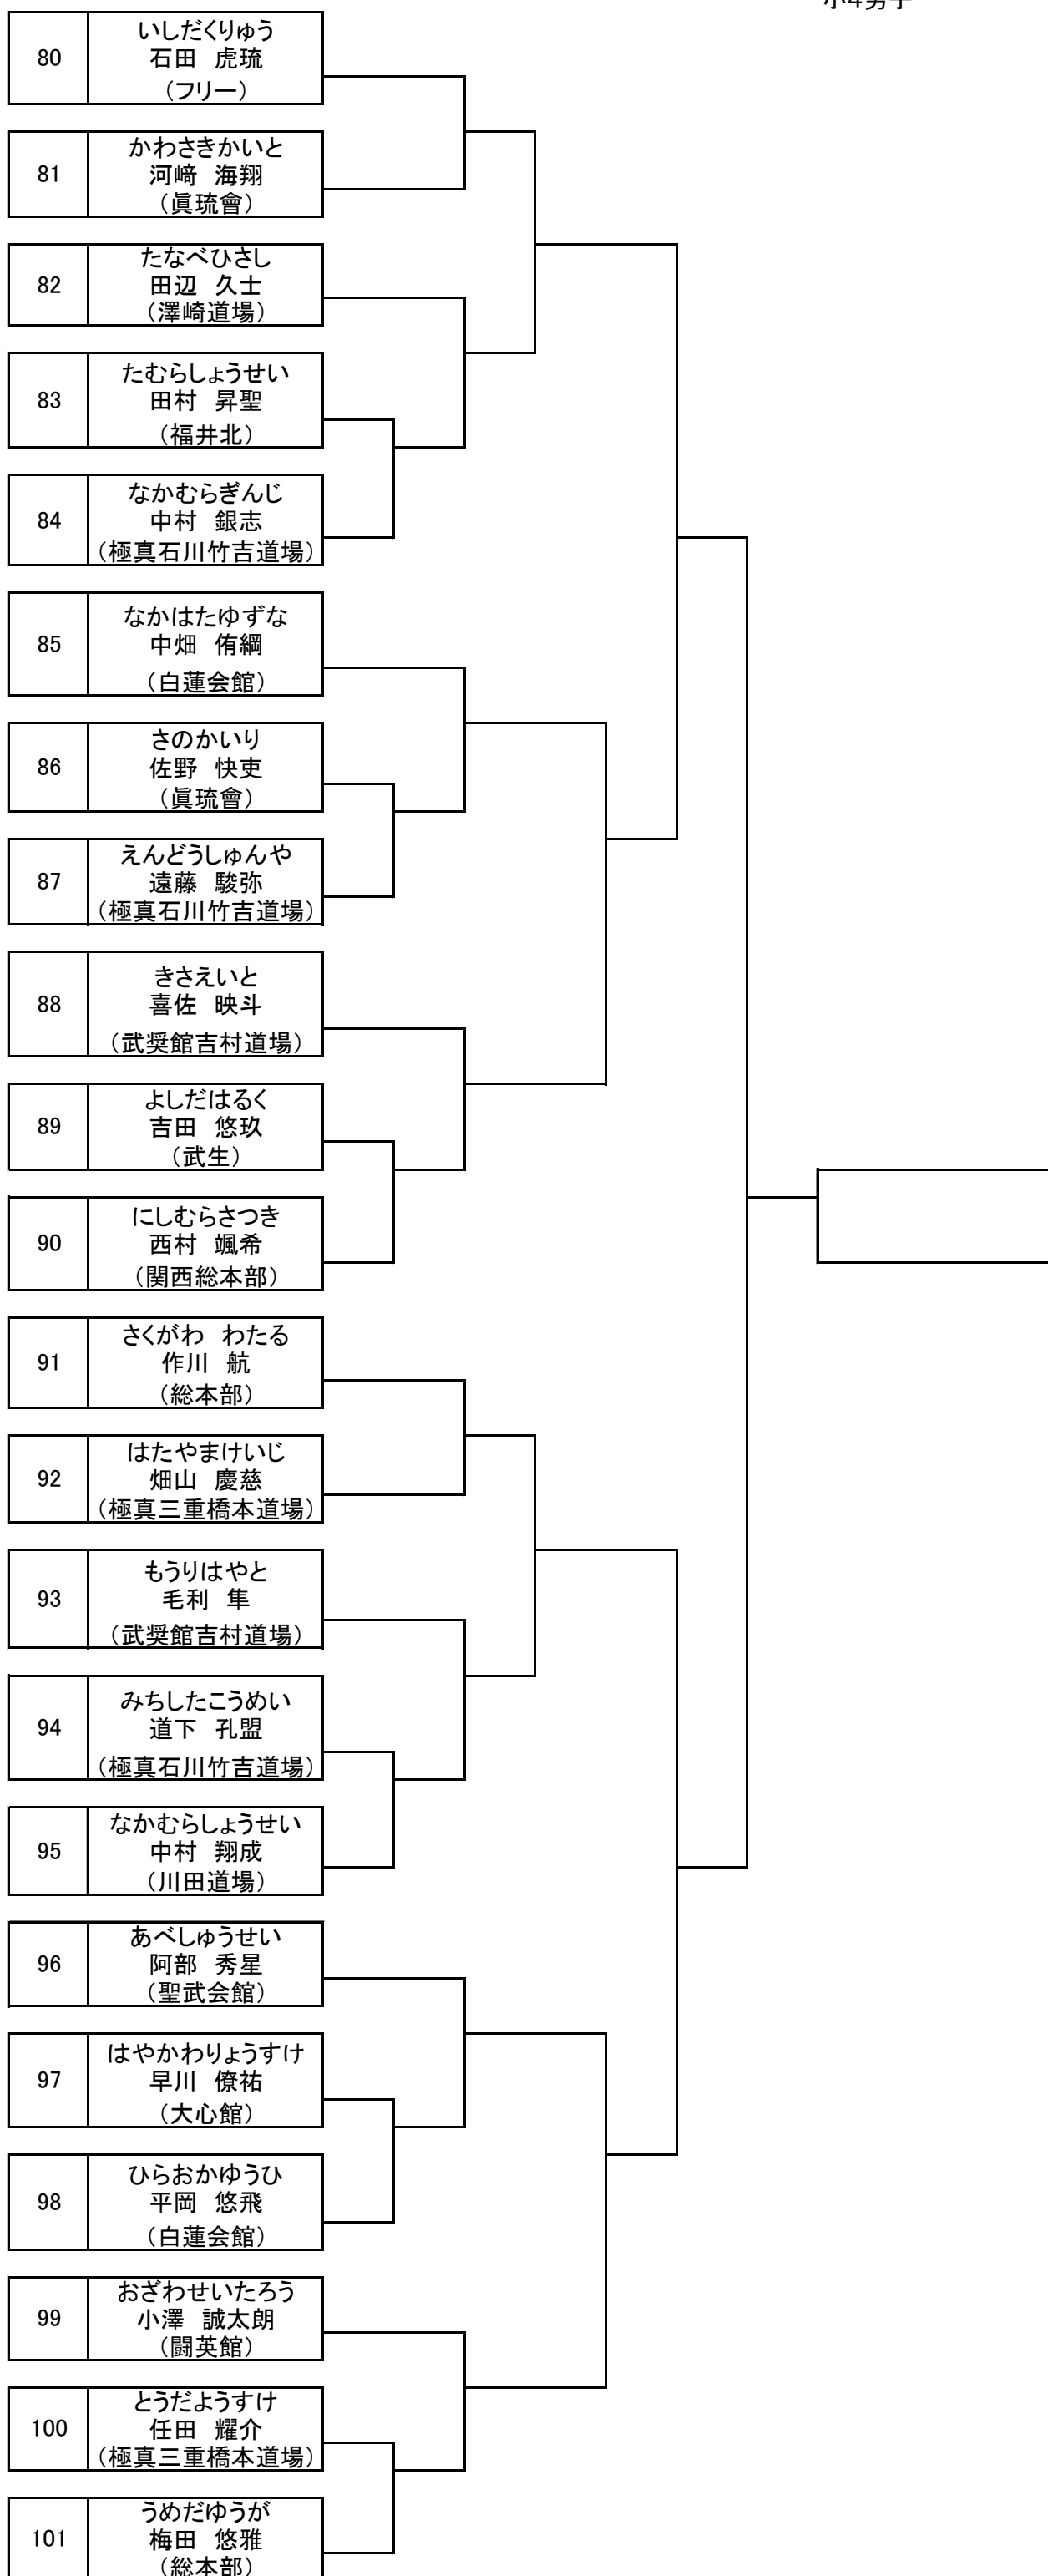 小4男子
80
いしだくりゅう
石田　虎琉
（フリー）
81
かわさきかいと
河﨑　海翔
（眞琉會）
82
たなべひさし
田辺　久士
（澤崎道場）
83
たむらしょうせい
田村　昇聖
（福井北）
84
なかむらぎんじ
中村　銀志
（極真石川竹吉道場）
85
なかはたゆずな
中畑　侑綱
（白蓮会館）
86
さのかいり
佐野　快吏
（眞琉會）
87
えんどうしゅんや
遠藤　駿弥
（極真石川竹吉道場）
88
きさえいと
喜佐　映斗
（武奨館吉村道場）
89
よしだはるく
吉田　悠玖
（武生）
90
にしむらさつき
西村　颯希
（関西総本部）
91
さくがわ　わたる
作川　航
（総本部）
92
はたやまけいじ
畑山　慶慈
（極真三重橋本道場）
93
もうりはやと
毛利　隼
（武奨館吉村道場）
94
みちしたこうめい
道下　孔盟
（極真石川竹吉道場）
95
なかむらしょうせい
中村　翔成
（川田道場）
96
あべしゅうせい
阿部　秀星
（聖武会館）
97
はやかわりょうすけ
早川　僚祐
（大心館）
98
ひらおかゆうひ
平岡　悠飛
（白蓮会館）
99
おざわせいたろう
小澤　誠太朗
（闘英館）
100
とうだようすけ
任田　耀介
（極真三重橋本道場）
101
うめだゆうが
梅田　悠雅
（総本部）